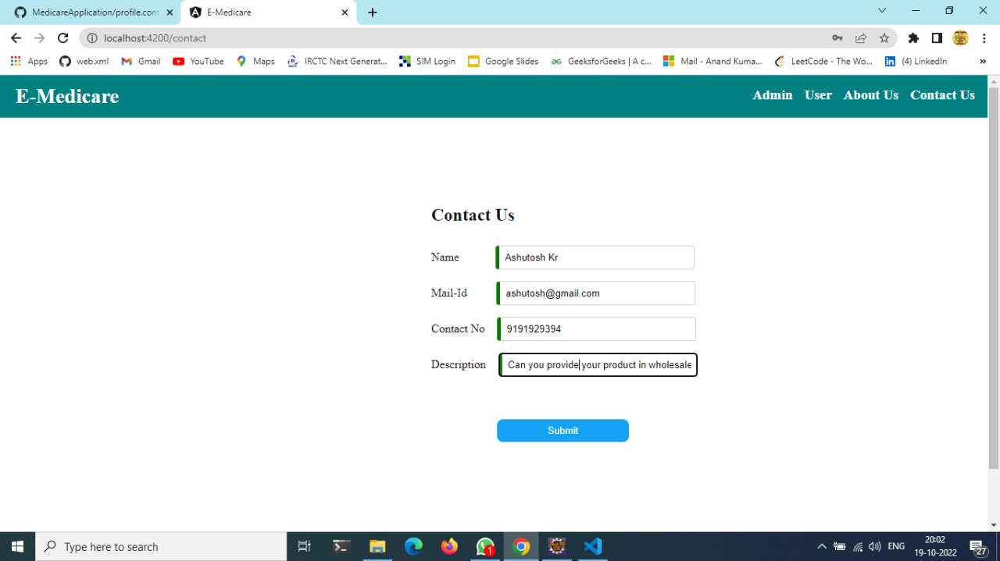 MedicareApplication/profile.com
E-Medicare
localhost:4200/contact
Apps
web.xml
Gmail
YouTube
Maps
IRCTC Next Generat...
SIM Login
Google Slides
GeeksforGeeks | A c...
Mail - Anand Kuma...
LeetCode - The Wo...
(4) LinkedIn
»
E-Medicare
Admin
User
About Us
Contact Us
Contact Us
Name
Ashutosh Kr
Mail-Id
ashutosh@gmail.com
Contact No
9191929394
Description
Can you provide your product in wholesale
Submit
Type here to search
1
ENG
20:02
19-10-2022
27